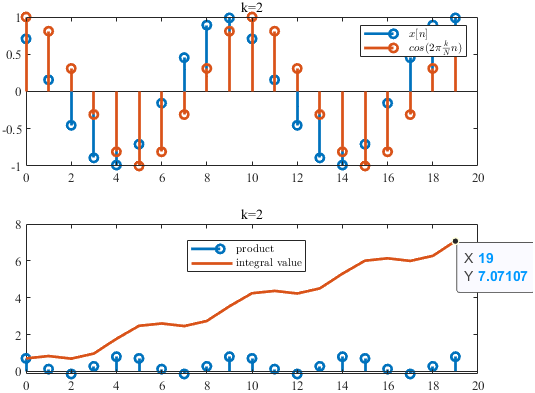 k=2
1
0.5
0
-0.5
-1
x[n]
cos(2π k/N n)
0 2 4 6 8 10 12 14 16 18 20
k=2
8
6
4
2
0
product
integral value
X 19
Y 7.07107
0 2 4 6 8 10 12 14 16 18 20